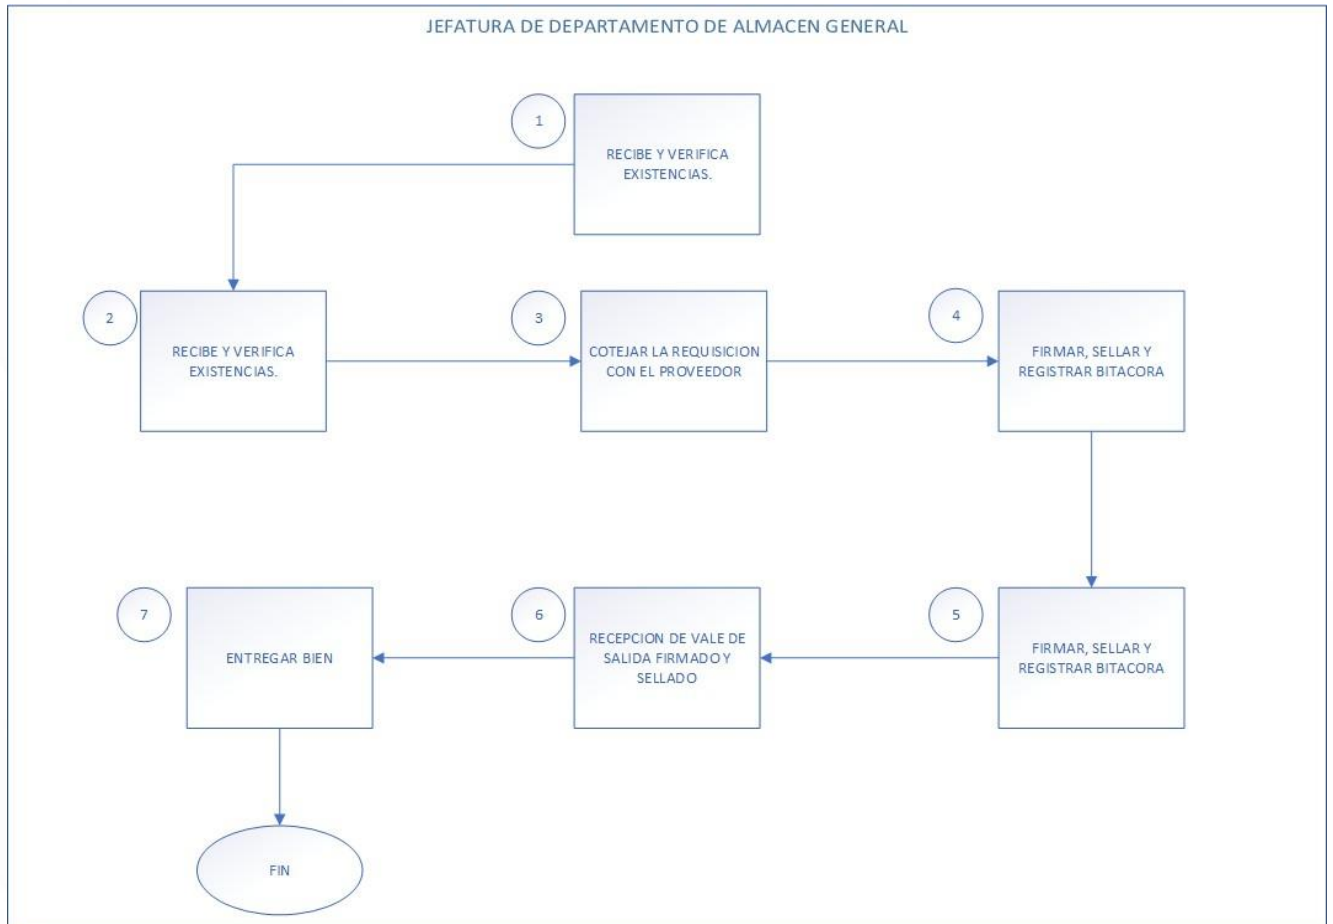 JEFATURA DE DEPARTAMENTO DE ALMACEN GENERAL
1
RECIBE Y VERIFICA
EXISTENCIAS.
2
RECIBE Y VERIFICA
EXISTENCIAS.
3
COTEJAR LA REQUISICION
CON EL PROVEEDOR
4
FIRMAR, SELLAR Y
REGISTRAR BITACORA
5
FIRMAR, SELLAR Y
REGISTRAR BITACORA
6
RECEPCION DE VALE DE
SALIDA FIRMADO Y
SELLADO
7
ENTREGAR BIEN
FIN